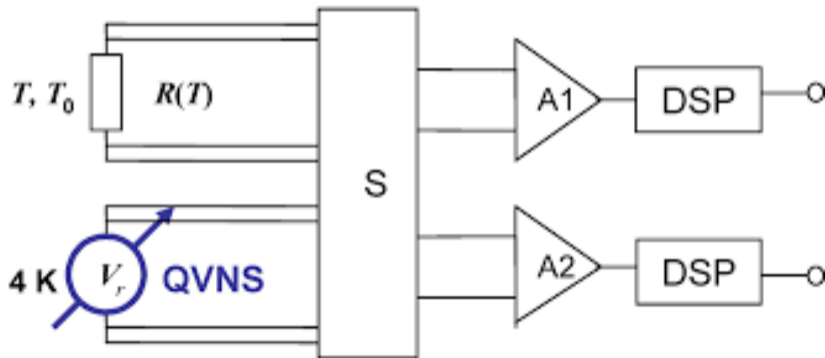 T, T₀ R(T)
S
A1
DSP
4 K Vᵣ QVNS
A2
DSP